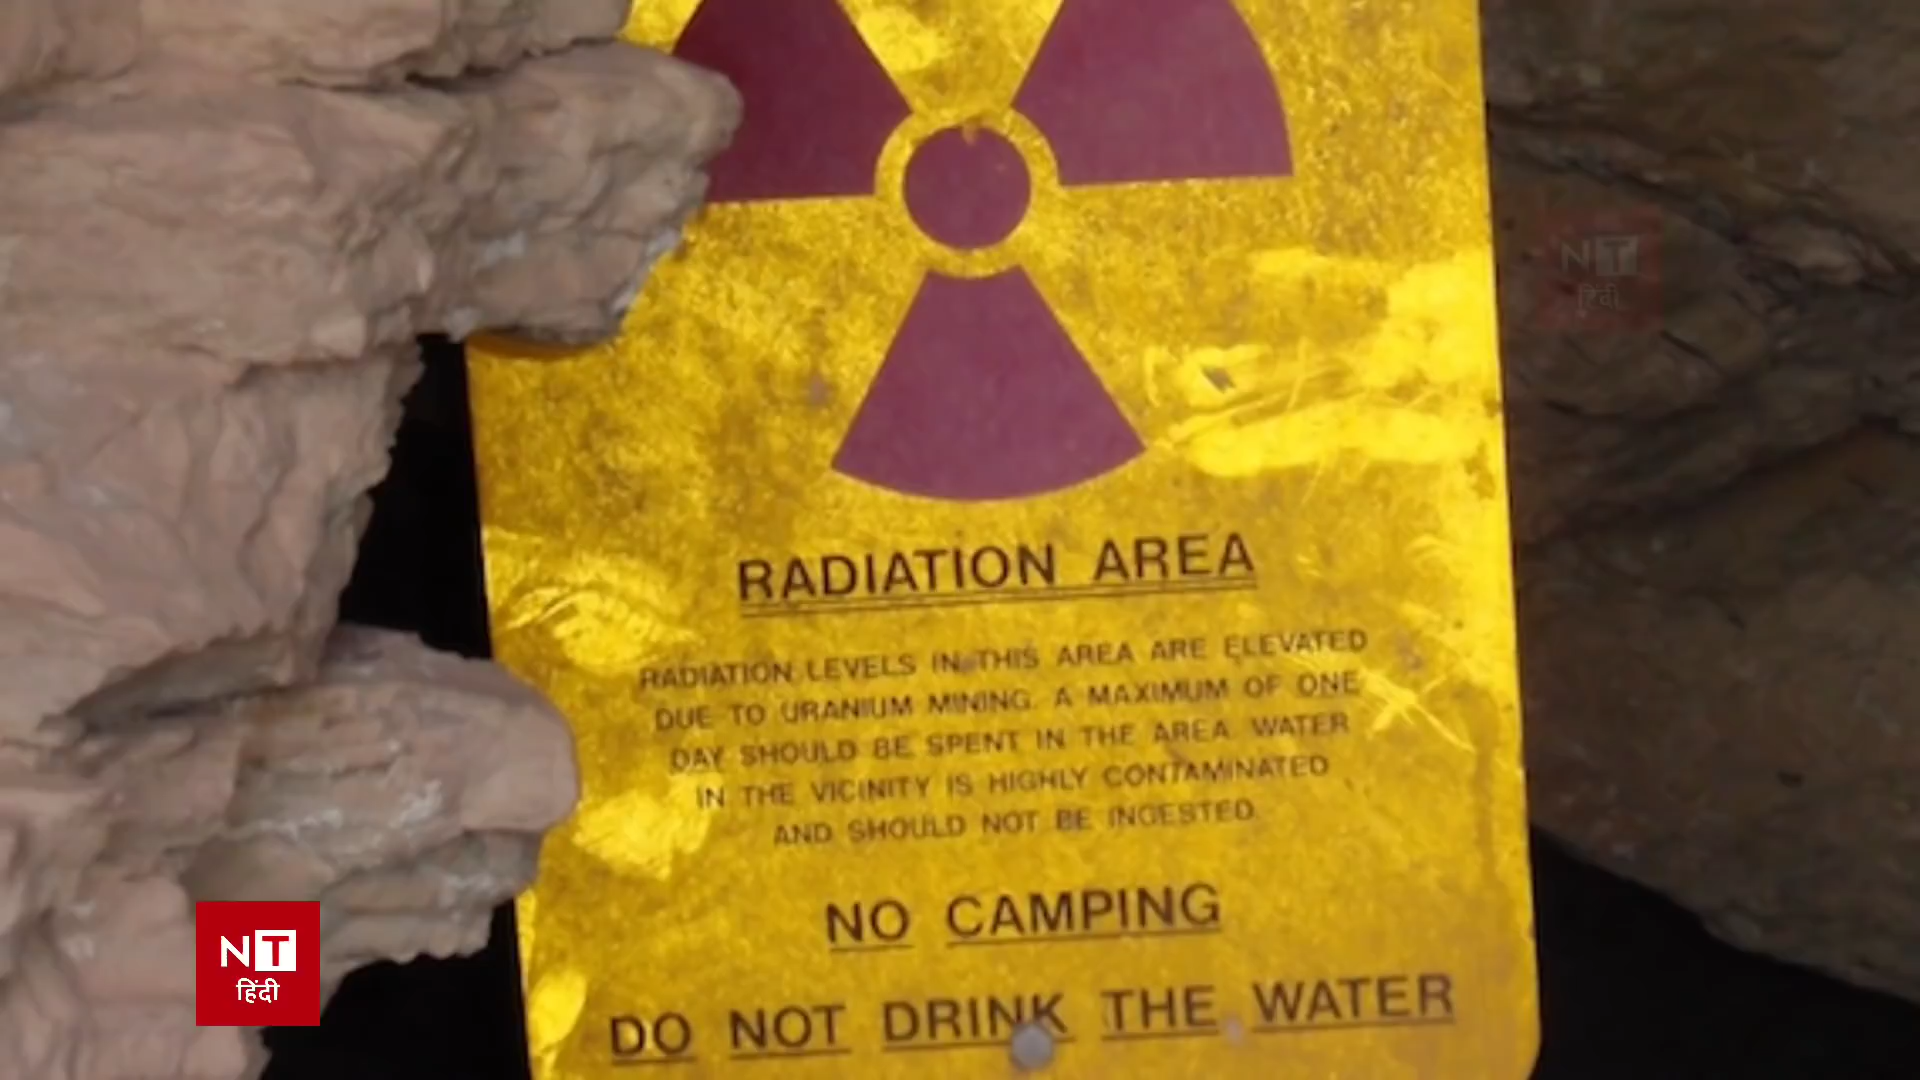 RADIATION AREA
RADIATION LEVELS IN THIS AREA ARE ELEVATED
DUE TO URANIUM MINING. A MAXIMUM OF ONE
DAY SHOULD BE SPENT IN THE AREA. WATER
IN THE VICINITY IS HIGHLY CONTAMINATED
AND SHOULD NOT BE INGESTED.
NO CAMPING
DO NOT DRINK THE WATER
NT
हिंदी
NT
हिंदी